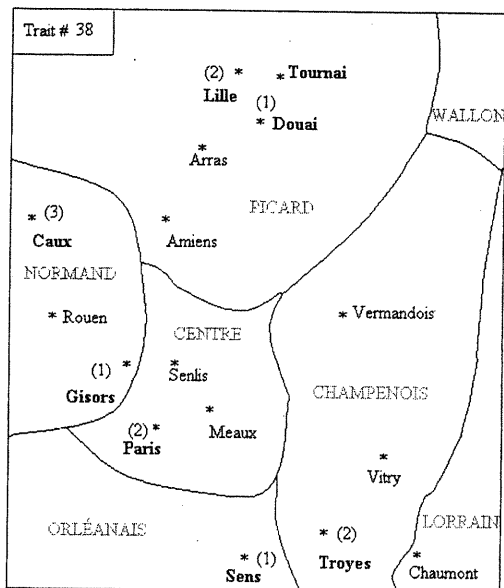 Trait # 38
(2) * * Tournai
Lille (1)
* Douai
WALLON
* Arras
PICARD
* (3)
Caux
* Amiens
NORMAND
* Rouen
CENTRE
* Vermandois
(1) *
Gisors
* Senlis
CHAMPENOIS
* Meaux
(2) *
Paris
* Vitry
ORLÉANAIS
LORRAIN
* (1)
Sens
* (2)
Troyes
* Chaumont